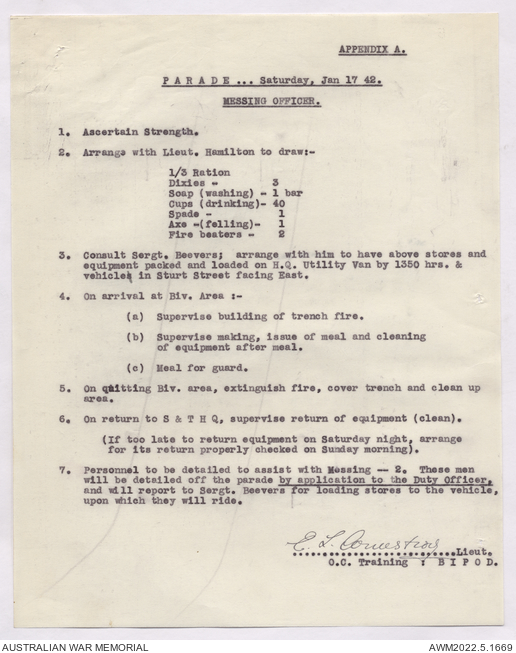 APPENDIX A.
P A R A D E ... Saturday, Jan 17 42.
MESSING OFFICER.
1. Ascertain Strength.
2. Arrange with Lieut. Hamilton to draw:-
1/3 Ration
Dixies - 3
Soap (washing) - 1 bar
Cups (drinking)- 40
Spade - 1
Axe -(felling)- 1
Fire beaters - 2
3. Consult Sergt. Beevers; arrange with him to have above stores and
equipment packed and loaded on H.Q. Utility Van by 1350 hrs. &
vehicle in Sturt Street facing East.
4. On arrival at Biv. Area :-
(a) Supervise building of trench fire.
(b) Supervise making, issue of meal and cleaning
of equipment after meal.
(c) Meal for guard.
5. On quitting Biv. area, extinguish fire, cover trench and clean up
area.
6. On return to S & T H Q, supervise return of equipment (clean).
(If too late to return equipment on Saturday night, arrange
for its return properly checked on Sunday morning).
7. Personnel to be detailed to assist with Messing -- 2. These men
will be detailed off the parade by application to the Duty Officer,
and will report to Sergt. Beevers for loading stores to the vehicle,
upon which they will ride.
E. L.
..............................Lieut.
O.C. Training : B I P O D.
AUSTRALIAN WAR MEMORIAL
AWM2022.5.1669